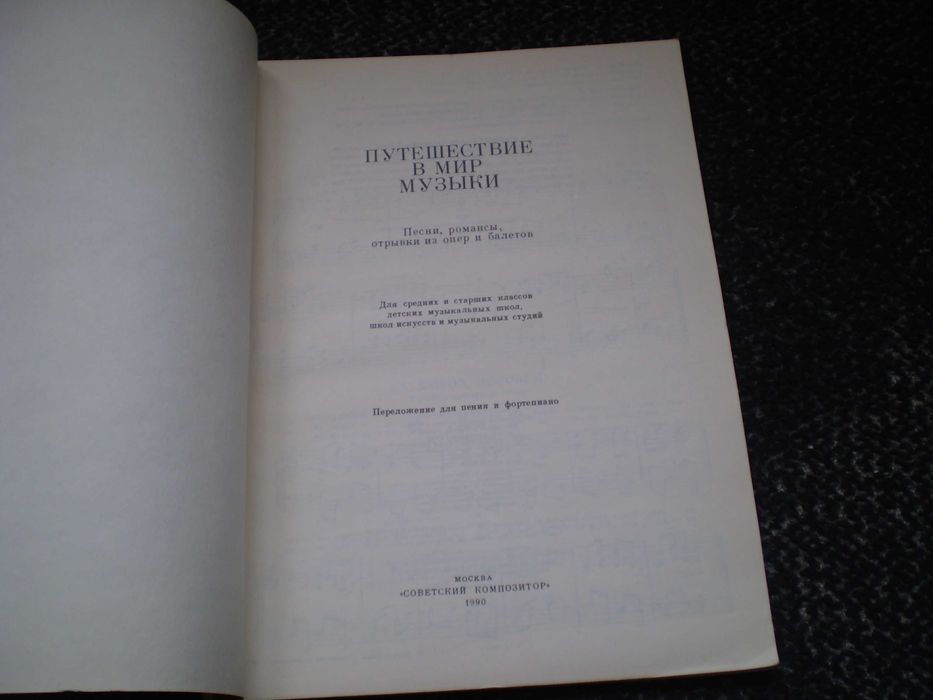 ПУТЕШЕСТВИЕ
В МИР
МУЗЫКИ
Песни, романсы,
отрывки из опер и балетов
Для средних и старших классов
детских музыкальных школ,
школ искусств и музыкальных студий
Переложение для пения и фортепиано
МОСКВА
«СОВЕТСКИЙ КОМПОЗИТОР»
1990